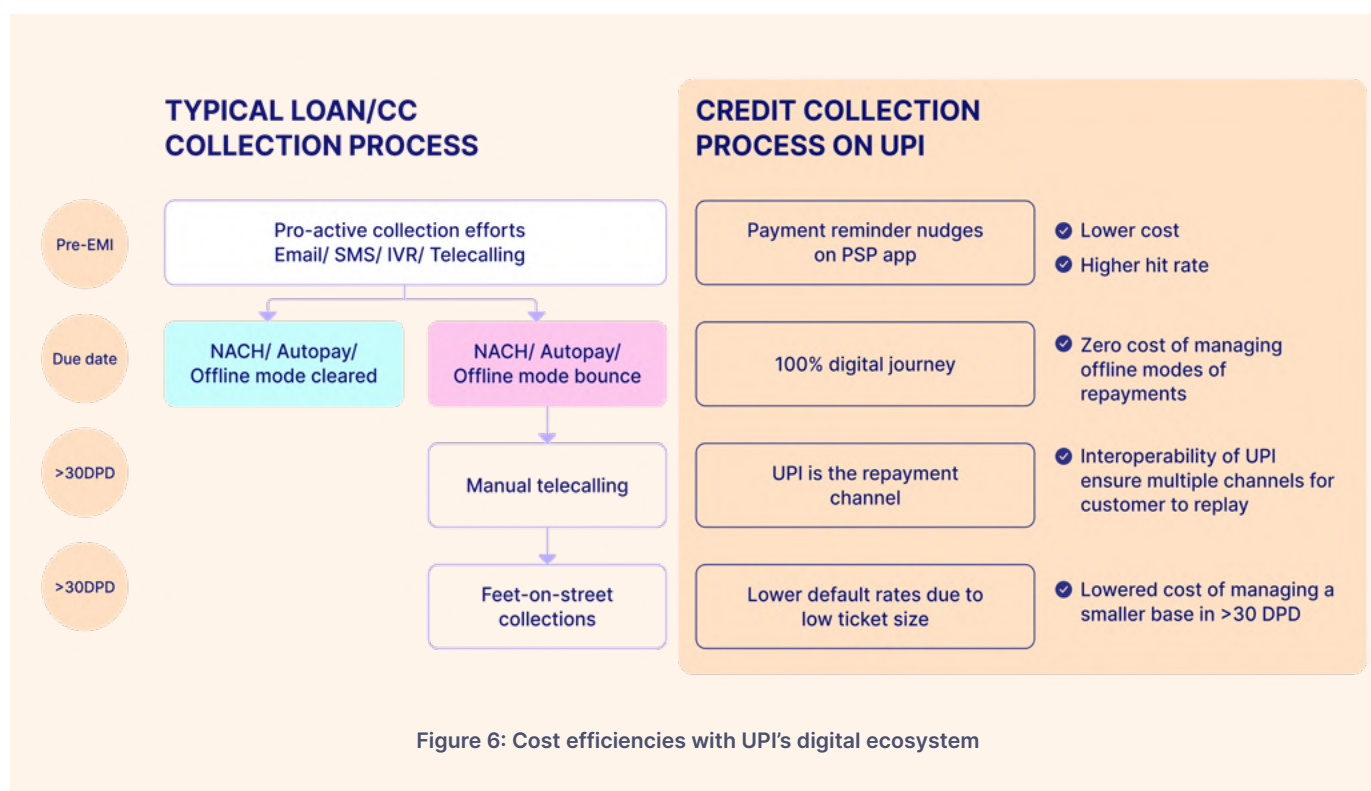 TYPICAL LOAN/CC
COLLECTION PROCESS
CREDIT COLLECTION
PROCESS ON UPI
Pre-EMI
Pro-active collection efforts
Email/ SMS/ IVR/ Telecalling
Payment reminder nudges
on PSP app
Lower cost
Higher hit rate
Due date
NACH/ Autopay/
Offline mode cleared
NACH/ Autopay/
Offline mode bounce
100% digital journey
Zero cost of managing
offline modes of
repayments
>30DPD
Manual telecalling
UPI is the repayment
channel
Interoperability of UPI
ensure multiple channels for
customer to replay
>30DPD
Feet-on-street
collections
Lower default rates due to
low ticket size
Lowered cost of managing a
smaller base in >30 DPD
Figure 6: Cost efficiencies with UPI’s digital ecosystem